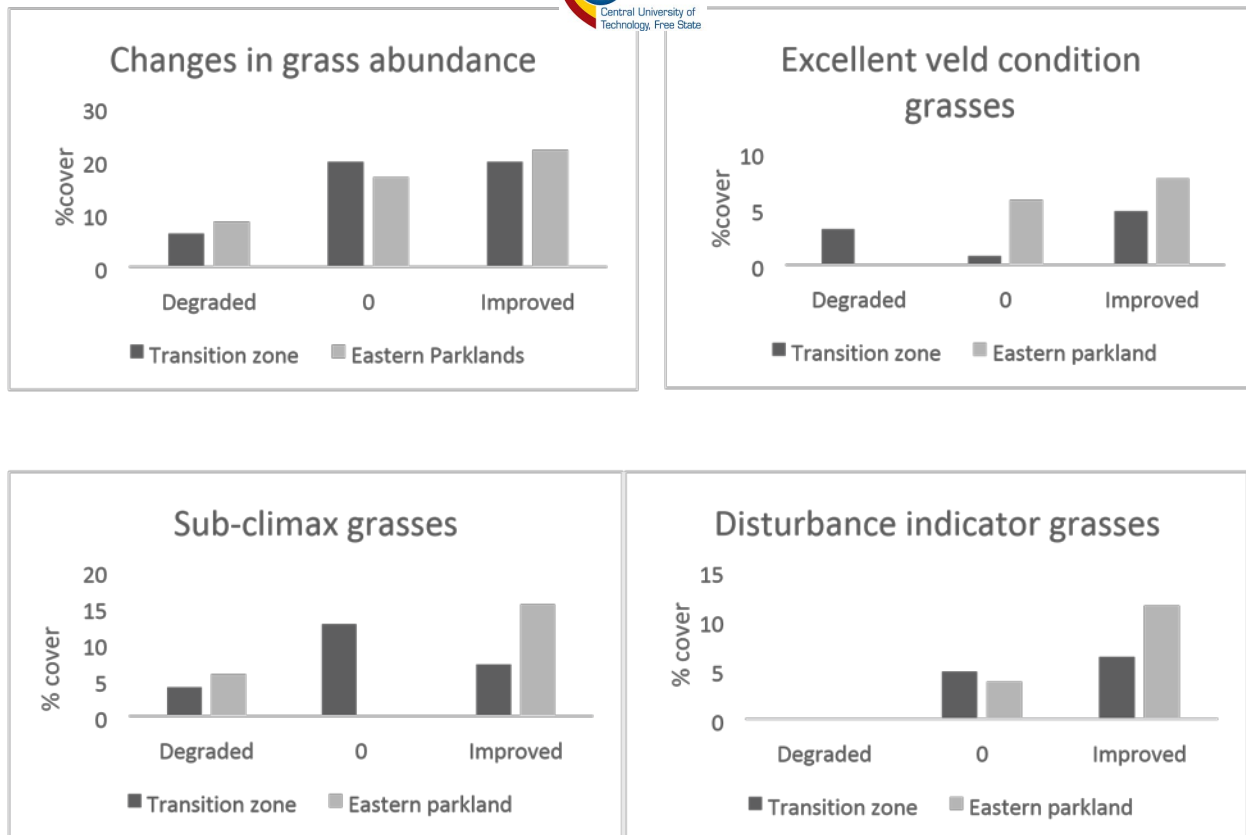 Central University of
Technology, Free State
Changes in grass abundance
30
20
10
0
%cover
Degraded 0 Improved
Transition zone Eastern Parklands
Excellent veld condition
grasses
10
5
0
%cover
Degraded 0 Improved
Transition zone Eastern parkland
Sub-climax grasses
20
15
10
5
0
% cover
Degraded 0 Improved
Transition zone Eastern parkland
Disturbance indicator grasses
15
10
5
0
% cover
Degraded 0 Improved
Transition zone Eastern parkland